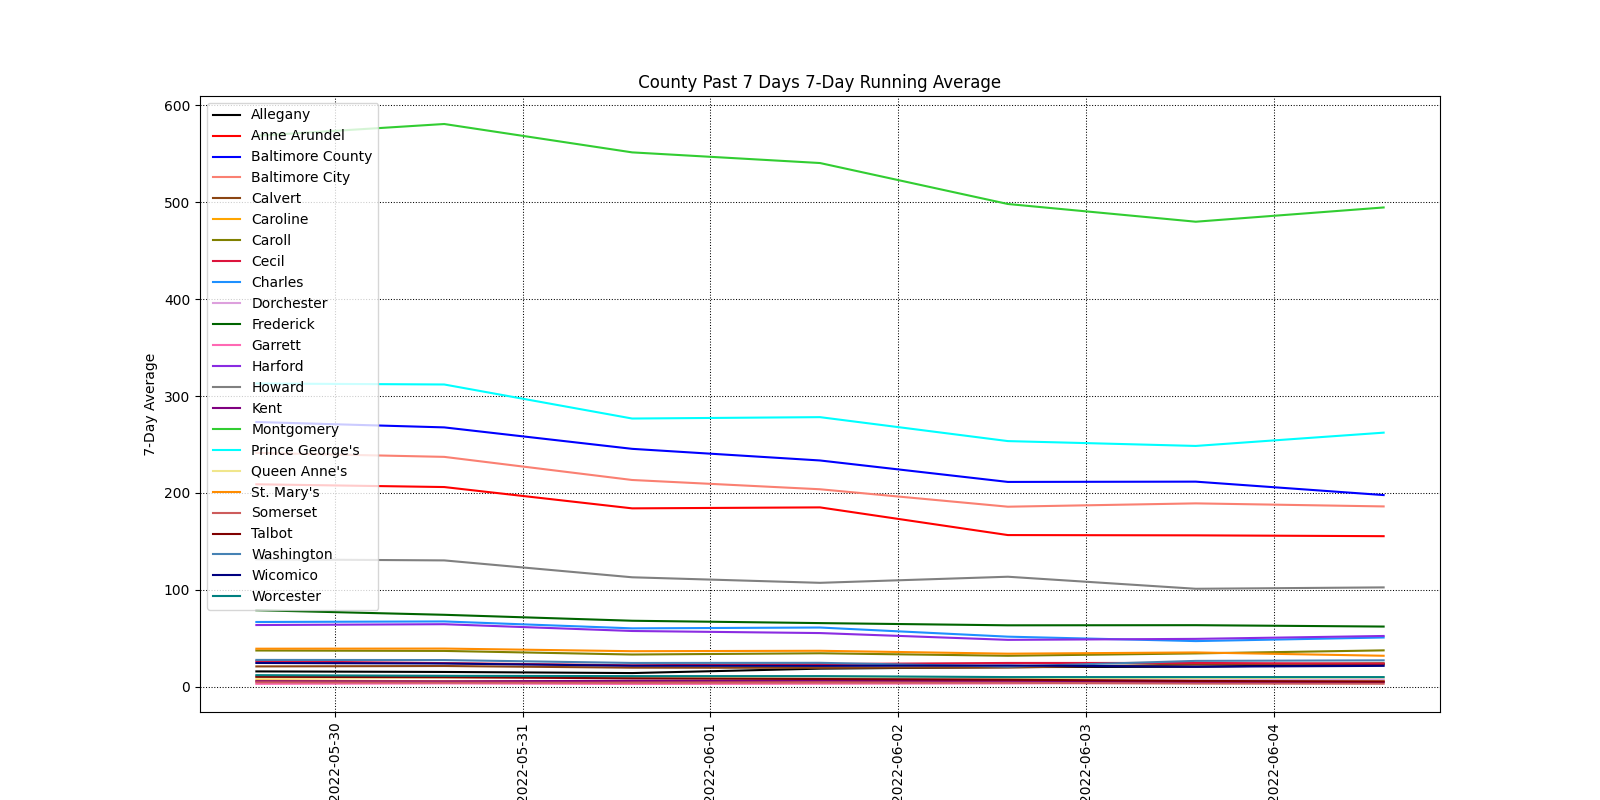 County Past 7 Days 7-Day Running Average
7-Day Average
600
500
400
300
200
100
0
Allegany
Anne Arundel
Baltimore County
Baltimore City
Calvert
Caroline
Caroll
Cecil
Charles
Dorchester
Frederick
Garrett
Harford
Howard
Kent
Montgomery
Prince George's
Queen Anne's
St. Mary's
Somerset
Talbot
Washington
Wicomico
Worcester
2022-05-30
2022-05-31
2022-06-01
2022-06-02
2022-06-03
2022-06-04